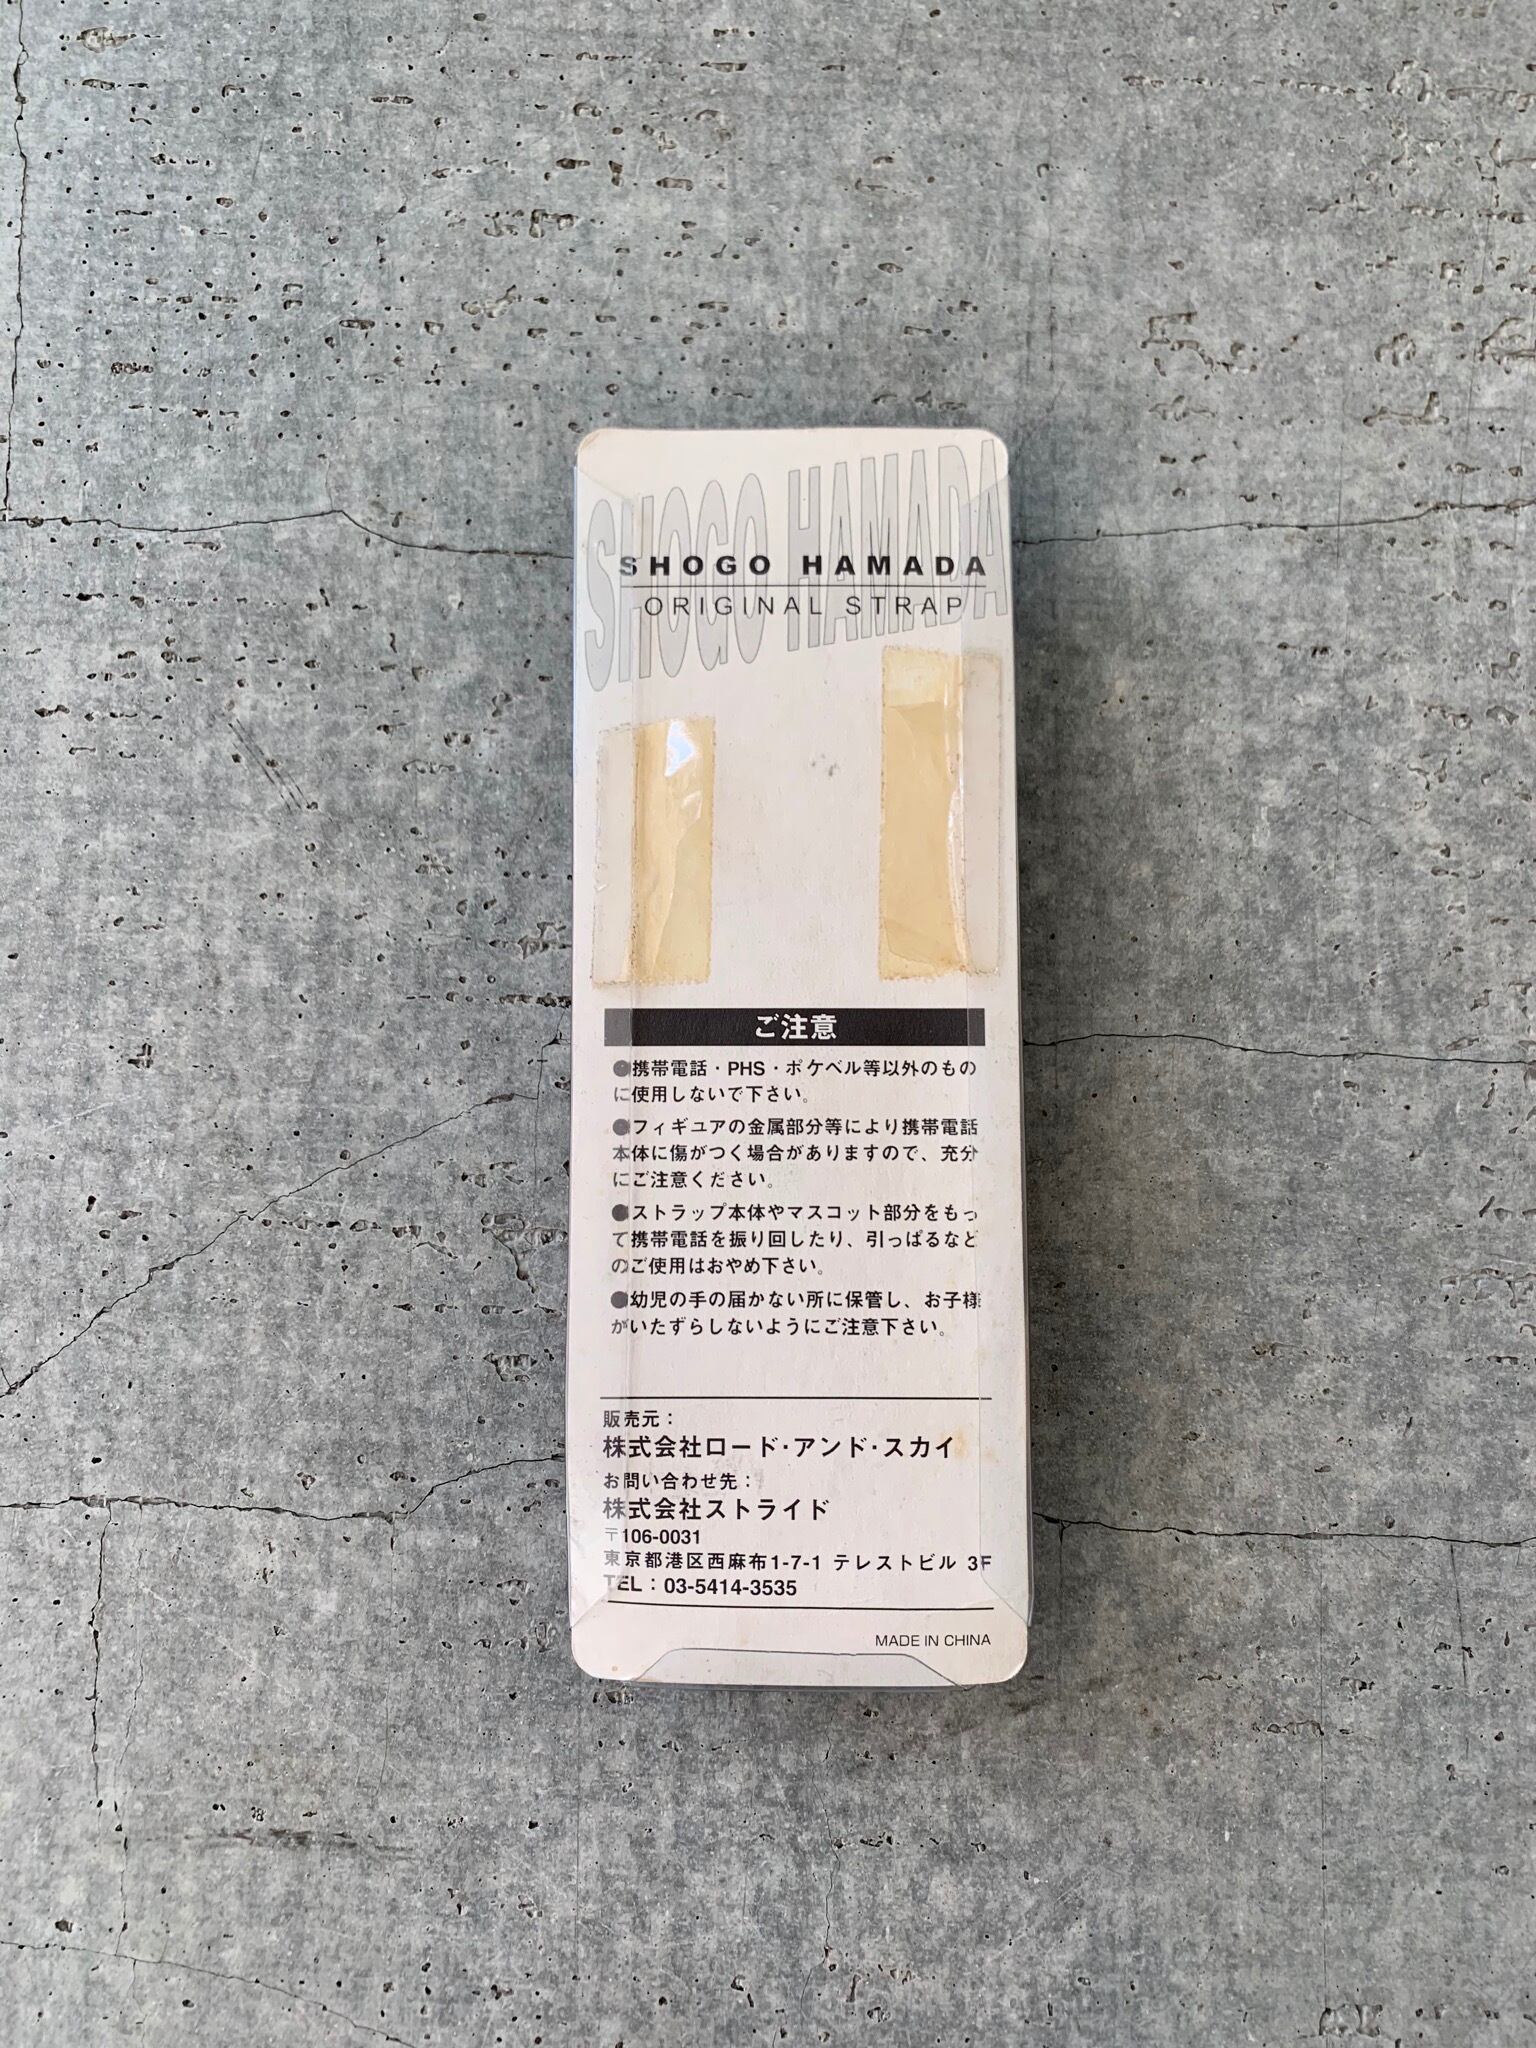 SHOGO HAMADA
SHOGO HAMADA
ORIGINAL STRAP
ご注意
●携帯電話・PHS・ポケベル等以外のもの
に使用しないで下さい。
●フィギュアの金属部分等により携帯電話
本体に傷がつく場合がありますので、充分
にご注意ください。
●ストラップ本体やマスコット部分をもっ
て携帯電話を振り回したり、引っぱるなど
のご使用はおやめ下さい。
●幼児の手の届かない所に保管し、お子様
がいたずらしないようにご注意下さい。
販売元：
株式会社ロード・アンド・スカイ
お問い合わせ先：
株式会社ストライド
〒106-0031
東京都港区西麻布1-7-1 テレストビル 3F
TEL：03-5414-3535
MADE IN CHINA